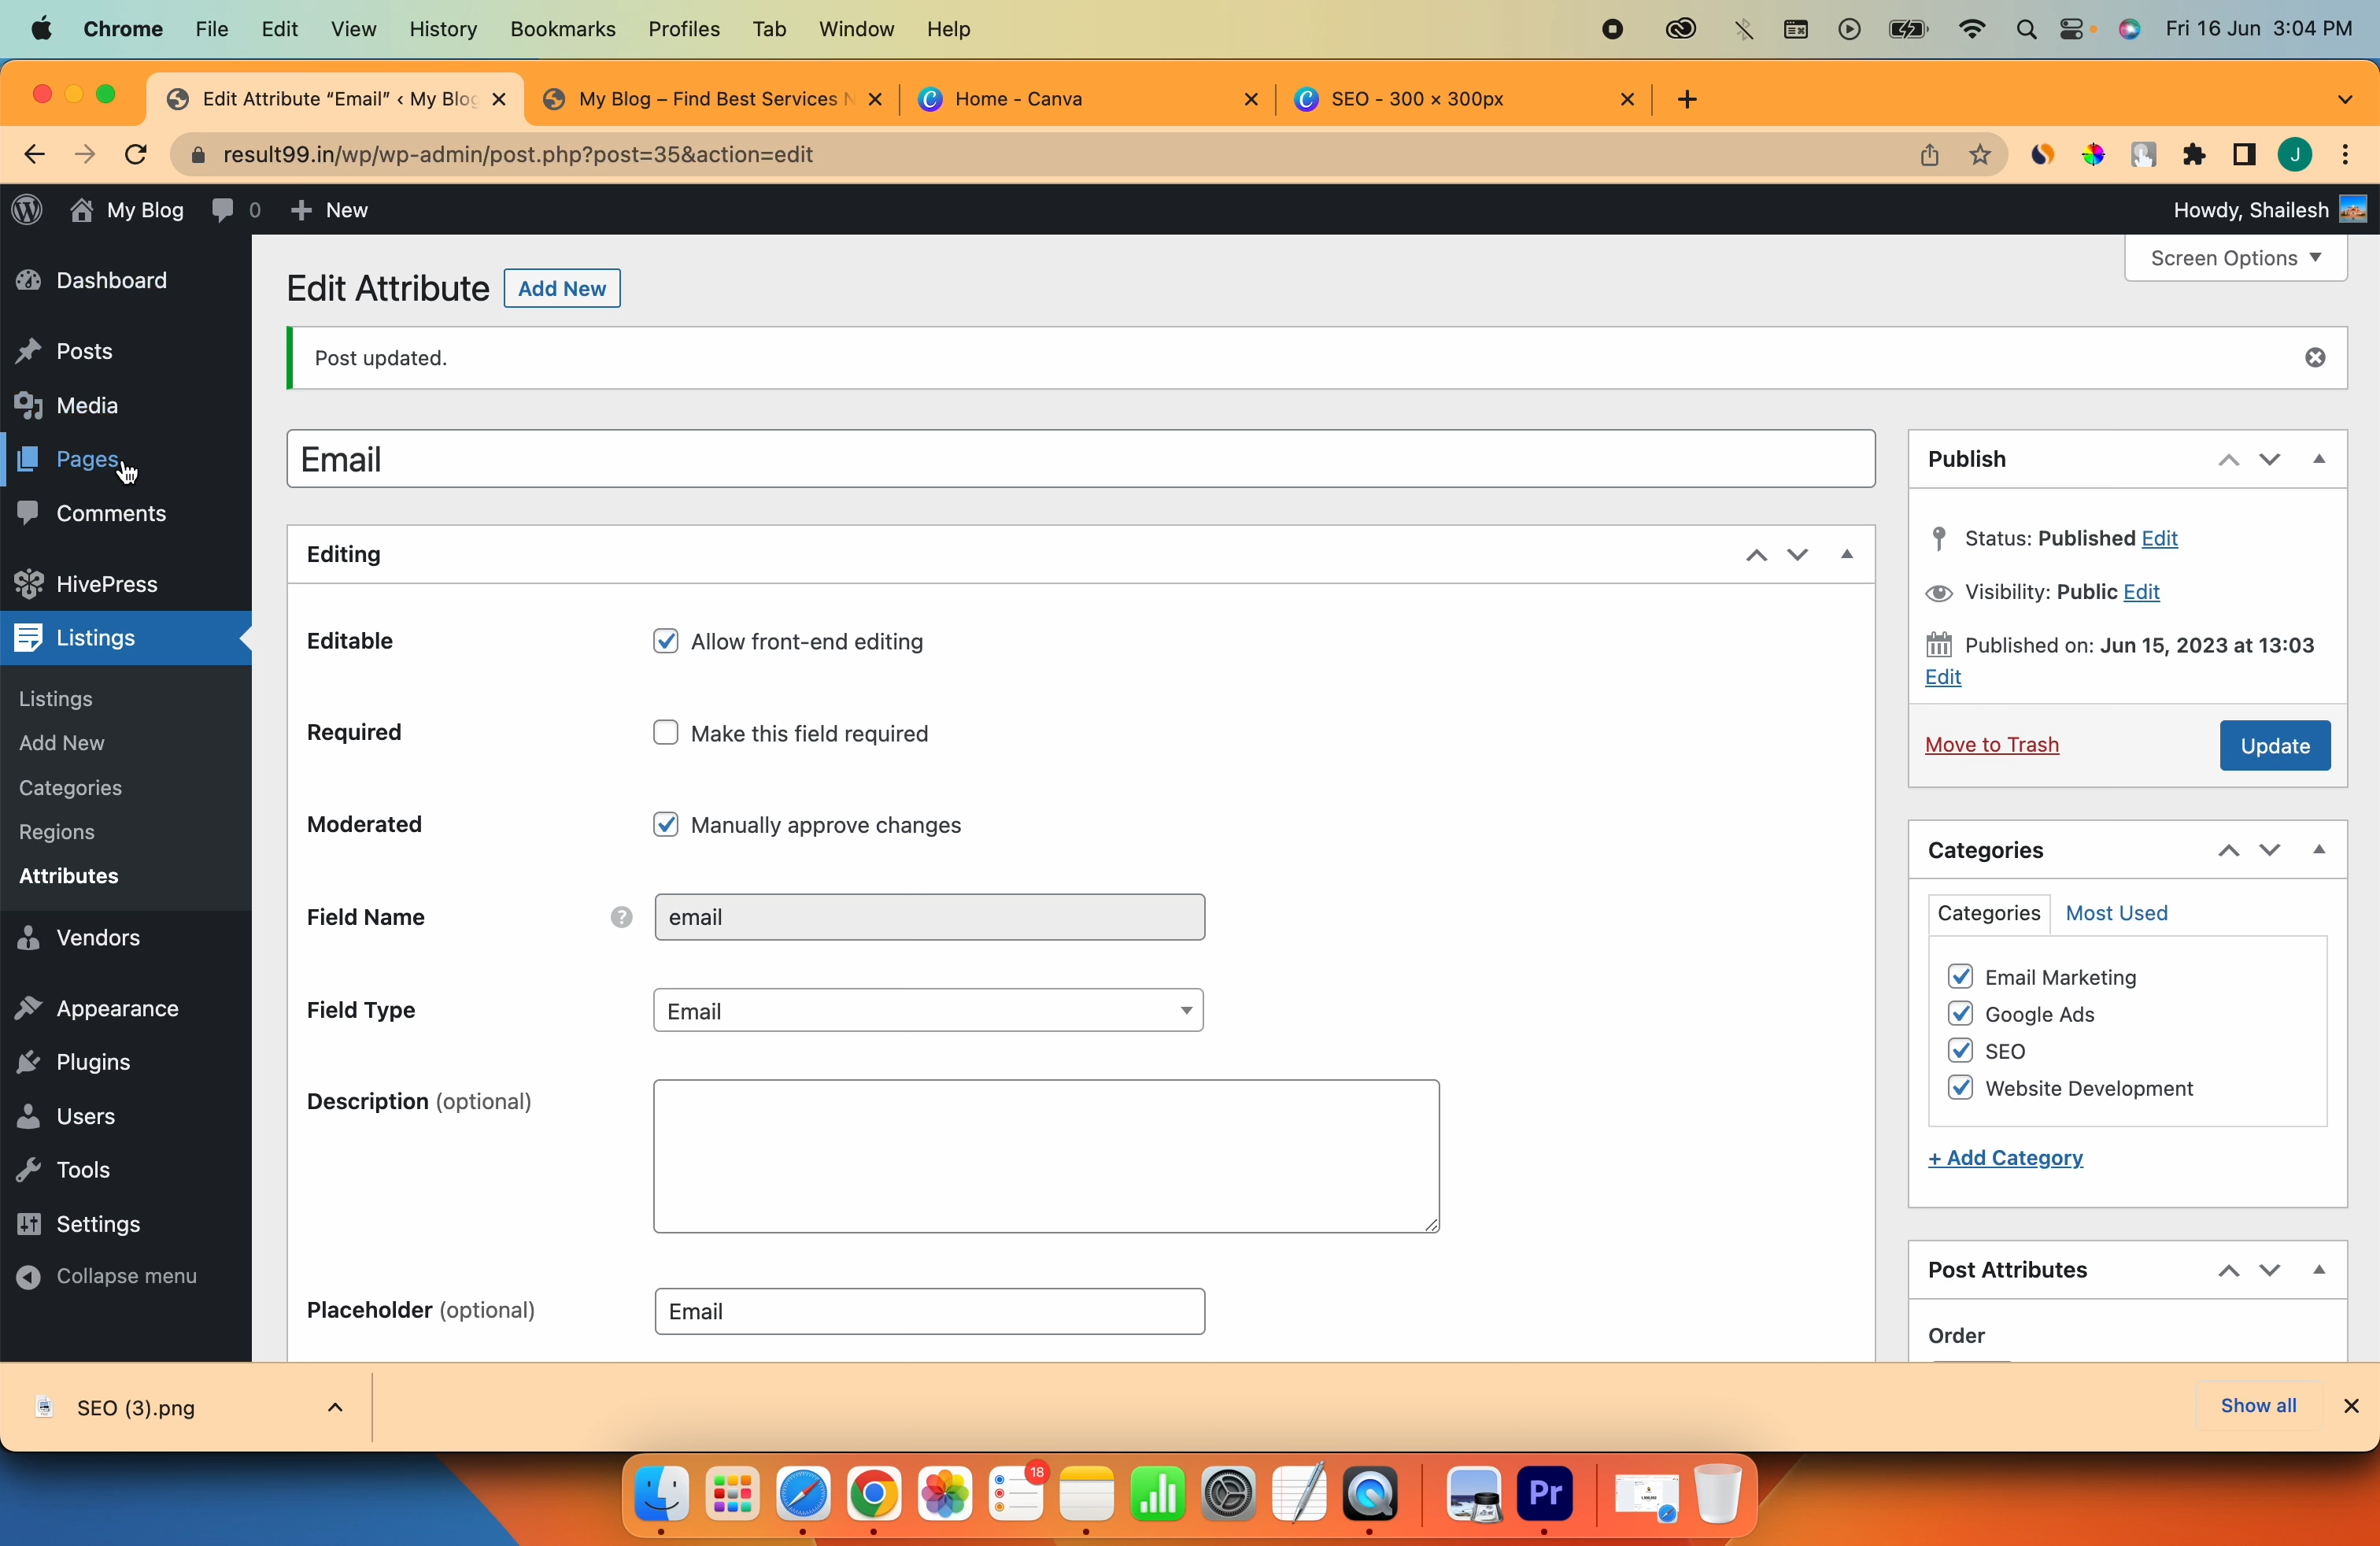 Chrome File Edit View History Bookmarks Profiles Tab Window Help Fri 16 Jun 3:04 PM
Edit Attribute “Email” ‹ My Blog My Blog – Find Best Services Home - Canva SEO - 300 × 300px
result99.in/wp/wp-admin/post.php?post=35&action=edit J
My Blog 0 New Howdy, Shailesh
Screen Options
Dashboard
Posts
Media
Pages
Comments
HivePress
Listings
Listings
Add New
Categories
Regions
Attributes
Vendors
Appearance
Plugins
Users
Tools
Settings
Collapse menu
Edit Attribute Add New
Post updated.
Email
Editing
Editable Allow front-end editing
Required Make this field required
Moderated Manually approve changes
Field Name ? email
Field Type Email
Description (optional)
Placeholder (optional) Email
Publish
Status: Published Edit
Visibility: Public Edit
Published on: Jun 15, 2023 at 13:03
Edit
Move to Trash Update
Categories
Categories Most Used
Email Marketing
Google Ads
SEO
Website Development
+ Add Category
Post Attributes
Order
SEO (3).png Show all
18
Pr